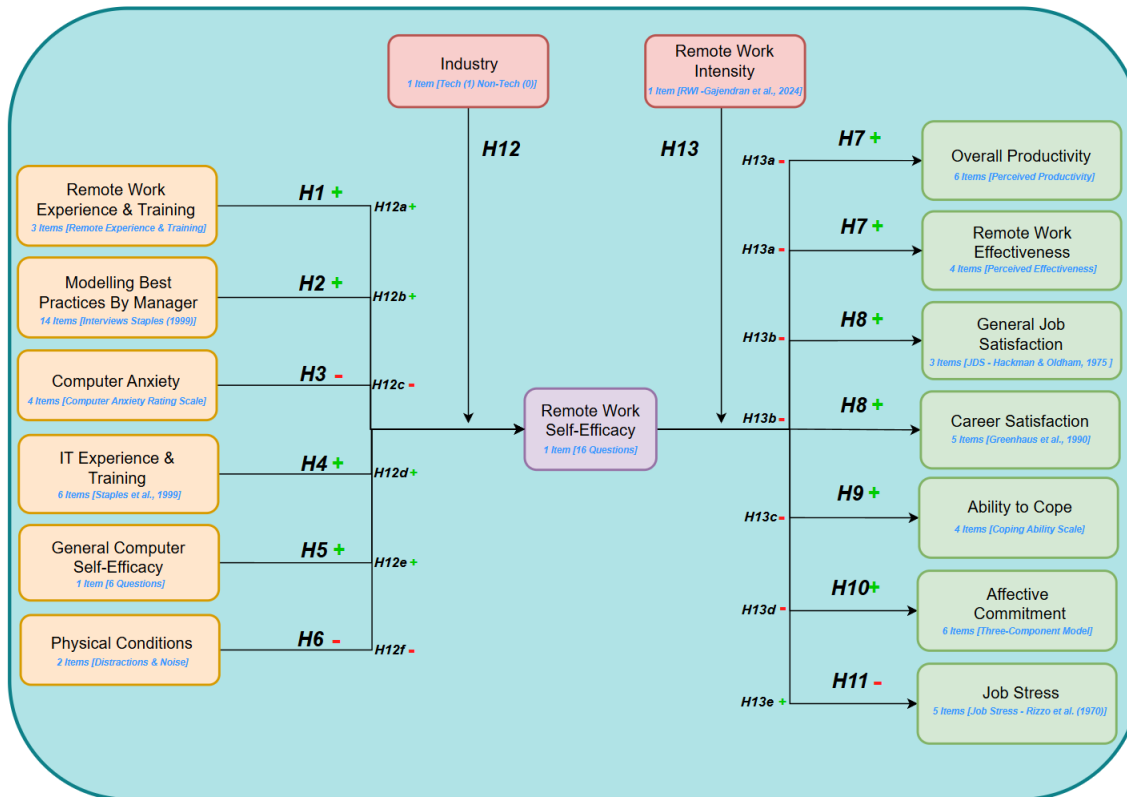 Industry
1 Item [Tech (1) Non-Tech (0)]
Remote Work
Intensity
1 Item [RWI -Gajendran et al., 2024]
H12
H13
Remote Work
Experience & Training
3 Items [Remote Experience & Training]
H1 +
H12a +
Modelling Best
Practices By Manager
14 Items [Interviews Staples (1999)]
H2 +
H12b +
Computer Anxiety
4 Items [Computer Anxiety Rating Scale]
H3 -
H12c -
IT Experience &
Training
6 Items [Staples et al., 1999]
H4 +
H12d +
General Computer
Self-Efficacy
1 Item [6 Questions]
H5 +
H12e +
Physical Conditions
2 Items [Distractions & Noise]
H6 -
H12f -
Remote Work
Self-Efficacy
1 Item [16 Questions]
H13a -
H7 +
Overall Productivity
6 Items [Perceived Productivity]
H13a -
H7 +
Remote Work
Effectiveness
4 Items [Perceived Effectiveness]
H13b -
H8 +
General Job
Satisfaction
3 Items [JDS - Hackman & Oldham, 1975 ]
H13b -
H8 +
Career Satisfaction
5 Items [Greenhaus et al., 1990]
H13c -
H9 +
Ability to Cope
4 Items [Coping Ability Scale]
H13d -
H10+
Affective
Commitment
6 Items [Three-Component Model]
H13e +
H11 -
Job Stress
5 Items [Job Stress - Rizzo et al. (1970)]